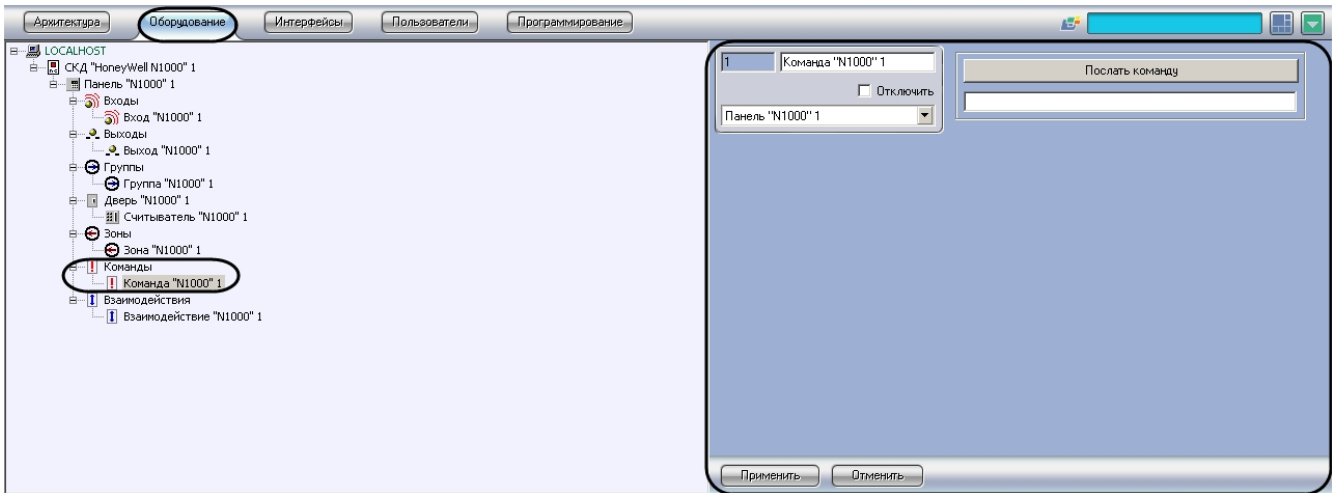 Архитектура Оборудование Интерфейсы Пользователи Программирование
LOCALHOST
СКД "HoneyWell N1000" 1
Панель "N1000" 1
Входы
Вход "N1000" 1
Выходы
Выход "N1000" 1
Группы
Группа "N1000" 1
Дверь "N1000" 1
Считыватель "N1000" 1
Зоны
Зона "N1000" 1
Команды
Команда "N1000" 1
Взаимодействия
Взаимодействие "N1000" 1
1 Команда "N1000" 1
Отключить
Панель "N1000" 1
Послать команду
Применить Отменить